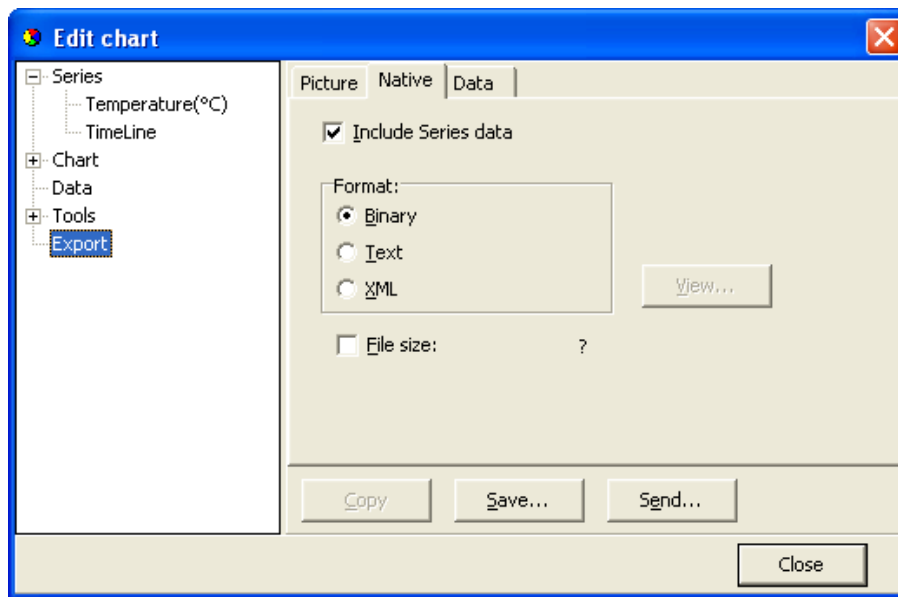 Edit chart
Series
Temperature(°C)
TimeLine
Chart
Data
Tools
Export
Picture Native Data
Include Series data
Format:
Binary
Text
XML
View...
File size: ?
Copy Save... Send...
Close